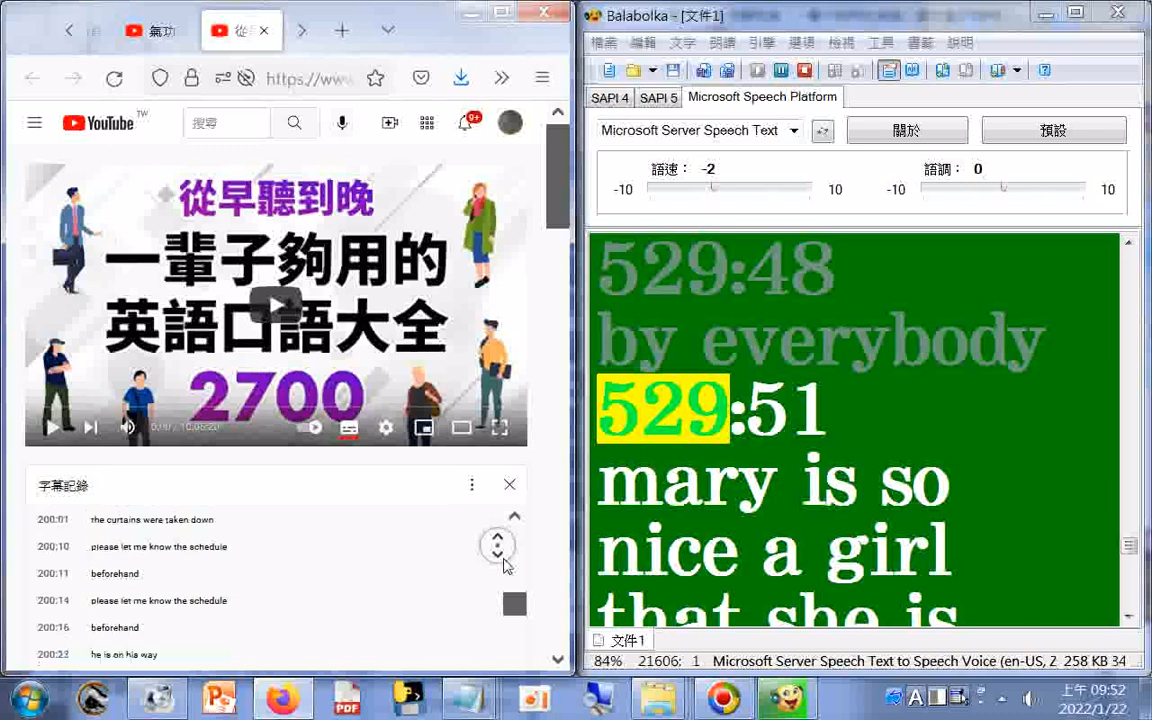 氣功
從
https://www
YouTube TW
搜尋
9+
從早聽到晚
一輩子夠用的
英語口語大全
2700
字幕記錄
200:01 the curtains were taken down
200:10 please let me know the schedule
200:11 beforehand
200:14 please let me know the schedule
200:16 beforehand
200:23 he is on his way
Balabolka - [文件1]
檔案 編輯 文字 朗讀 引擎 選項 檢視 工具 書籤 說明
SAPI 4 SAPI 5 Microsoft Speech Platform
Microsoft Server Speech Text 關於 預設
語速： -2 語調： 0
-10 10 -10 10
529:48
by everybody
529:51
mary is so
nice a girl
that she is
文件1
84% 21606: 1 Microsoft Server Speech Text to Speech Voice (en-US, Z 258 KB 34
PDF
A
上午 09:52
2022/1/22